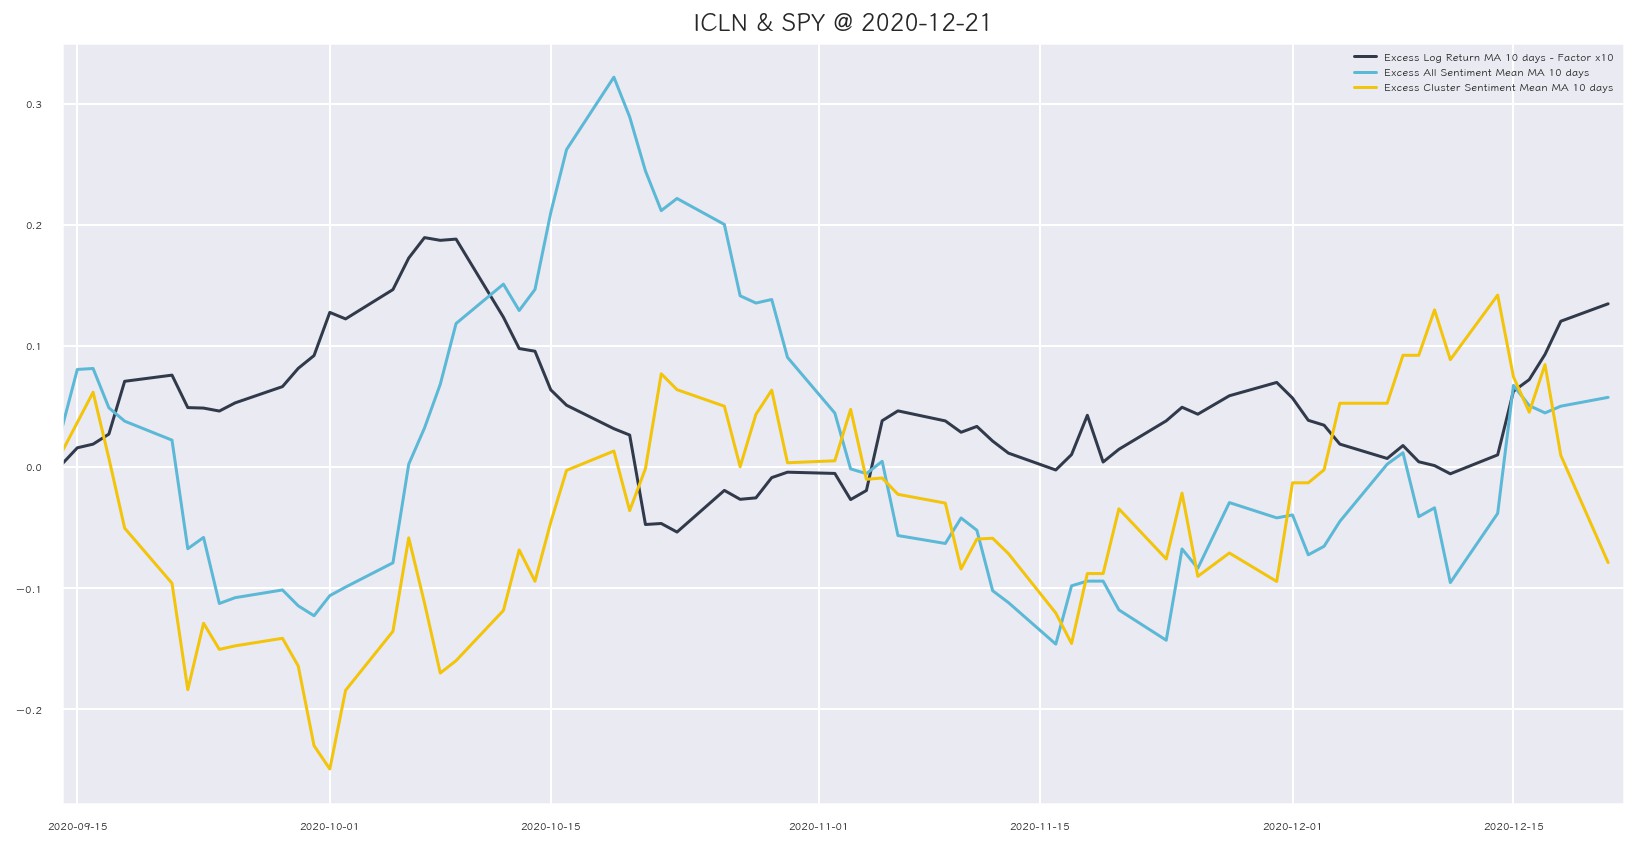 ICLN & SPY @ 2020-12-21
Excess Log Return MA 10 days - Factor x10
Excess All Sentiment Mean MA 10 days
Excess Cluster Sentiment Mean MA 10 days
0.3
0.2
0.1
0.0
−0.1
−0.2
2020-09-15 2020-10-01 2020-10-15 2020-11-01 2020-11-15 2020-12-01 2020-12-15